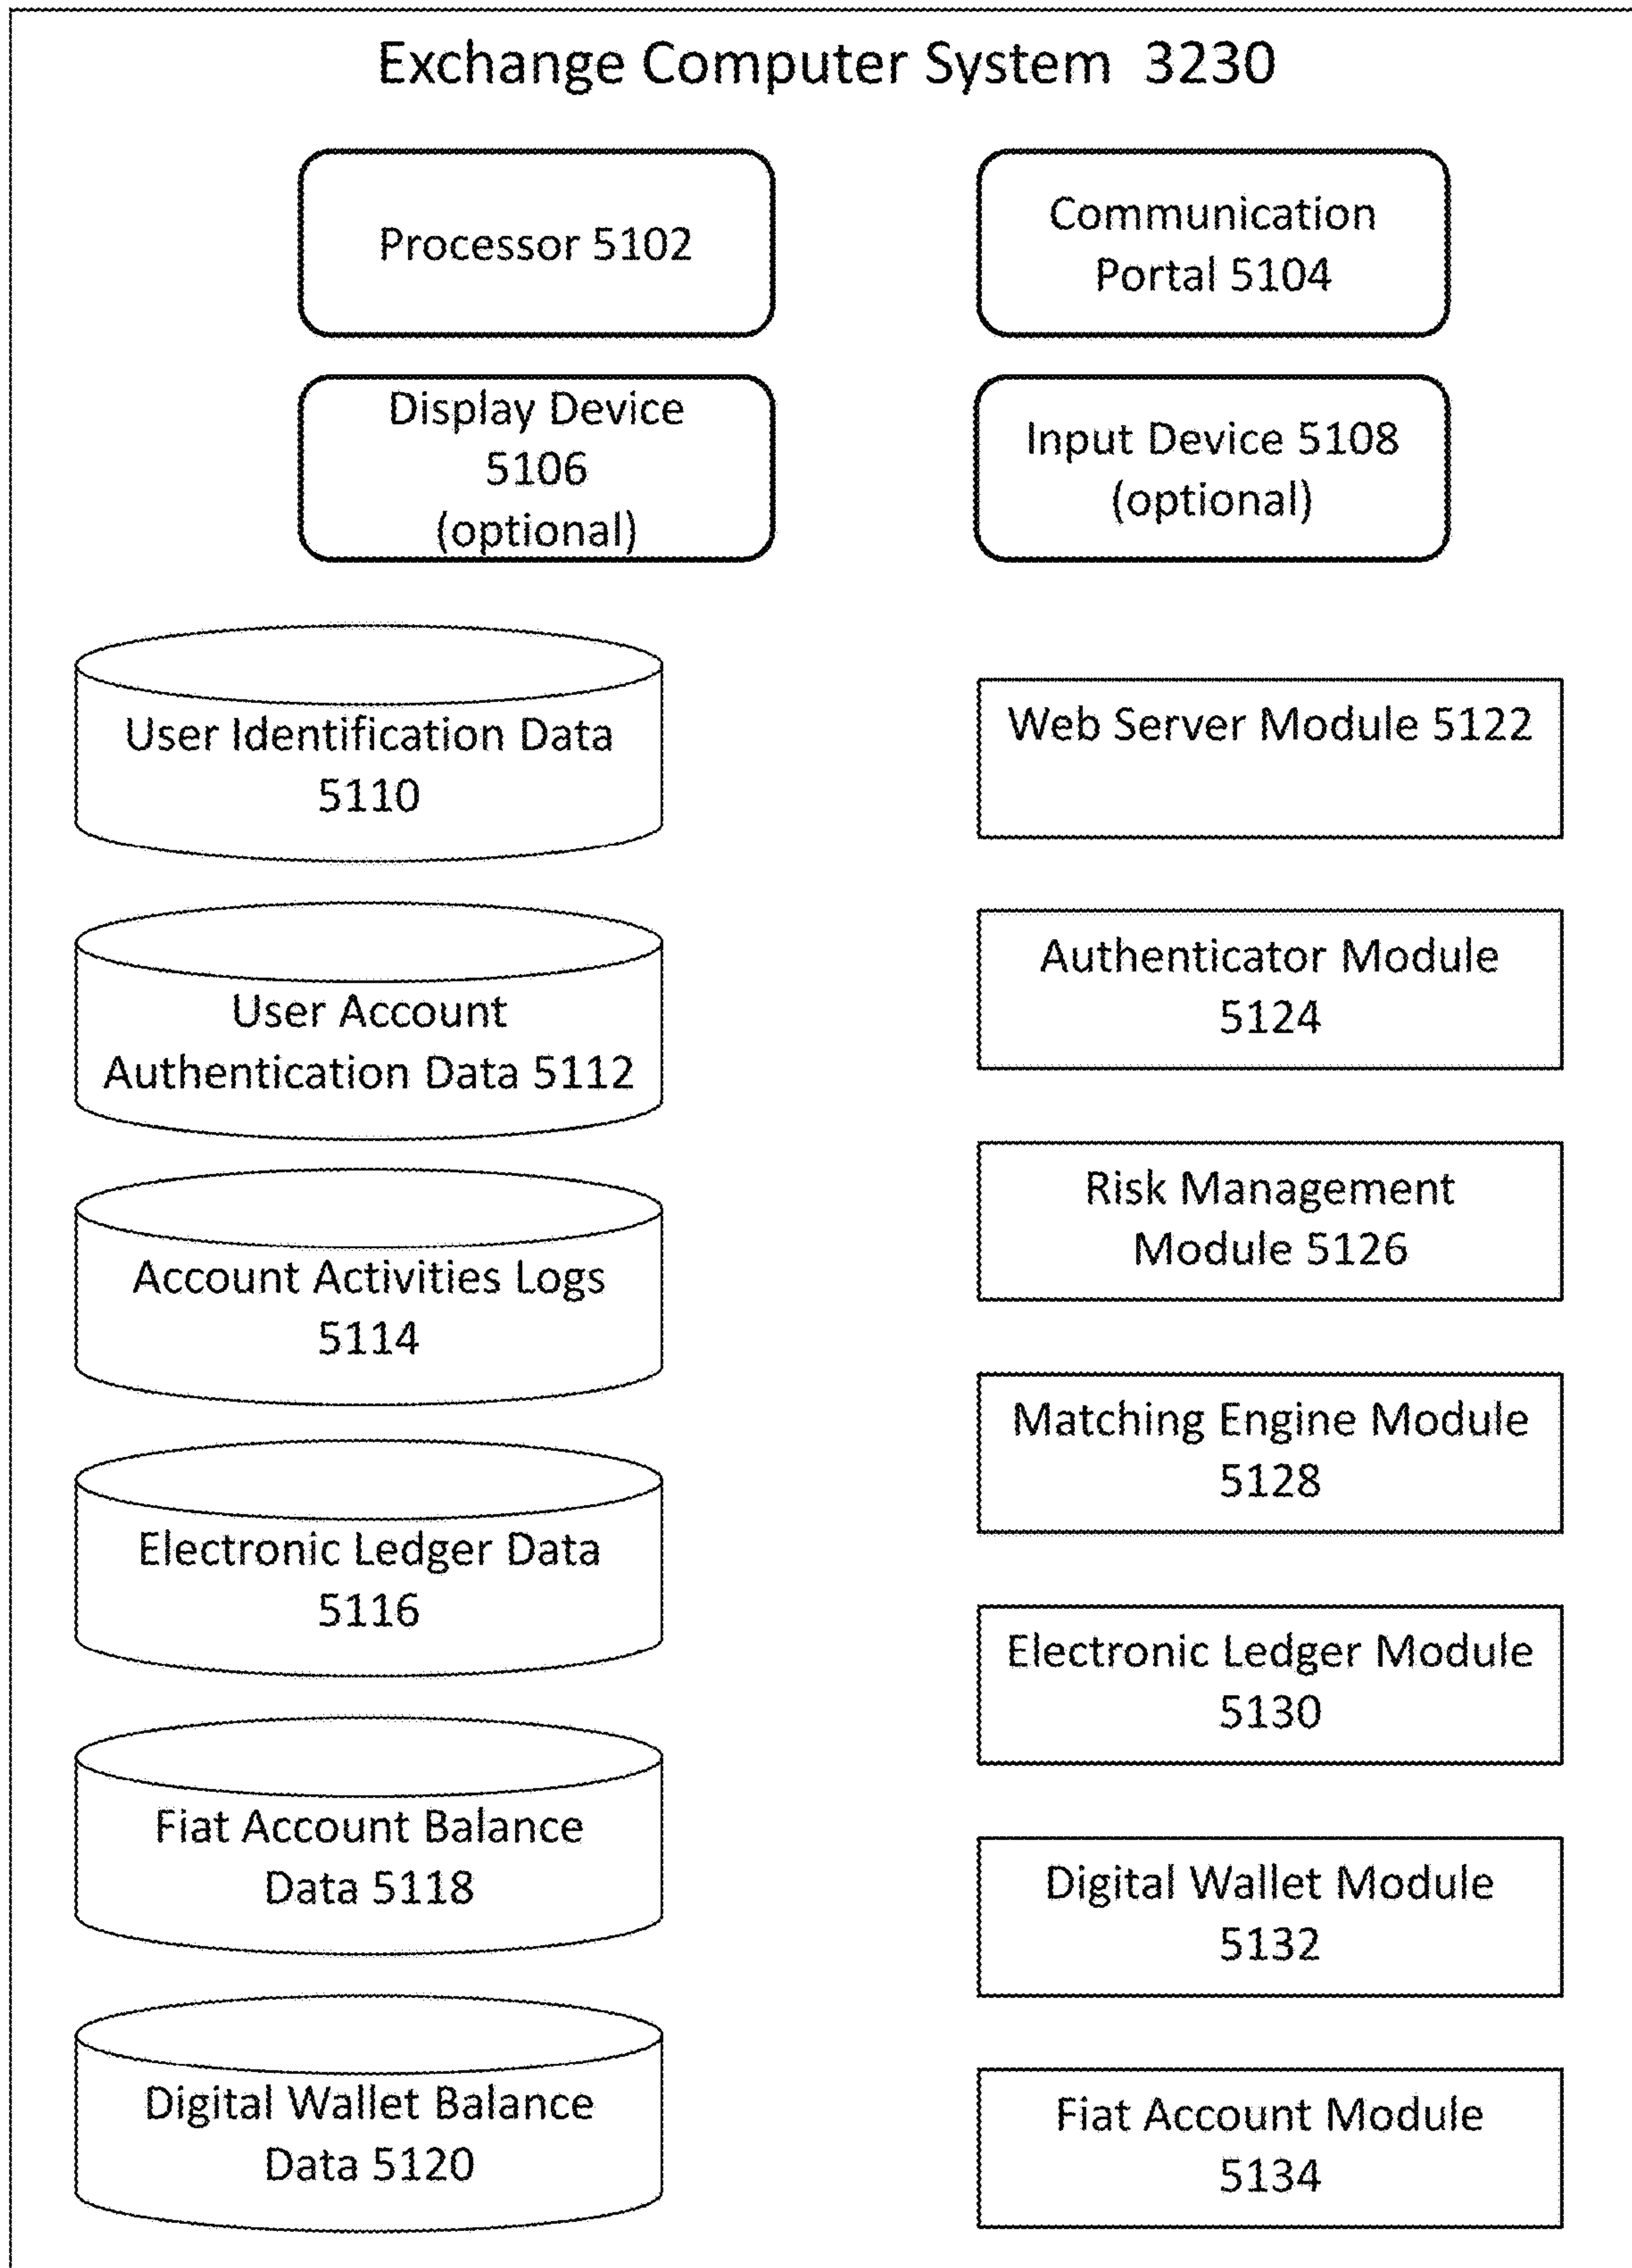 Exchange Computer System 3230
Processor 5102
Communication
Portal 5104
Display Device
5106
(optional)
Input Device 5108
(optional)
User Identification Data
5110
User Account
Authentication Data 5112
Account Activities Logs
5114
Electronic Ledger Data
5116
Fiat Account Balance
Data 5118
Digital Wallet Balance
Data 5120
Web Server Module 5122
Authenticator Module
5124
Risk Management
Module 5126
Matching Engine Module
5128
Electronic Ledger Module
5130
Digital Wallet Module
5132
Fiat Account Module
5134